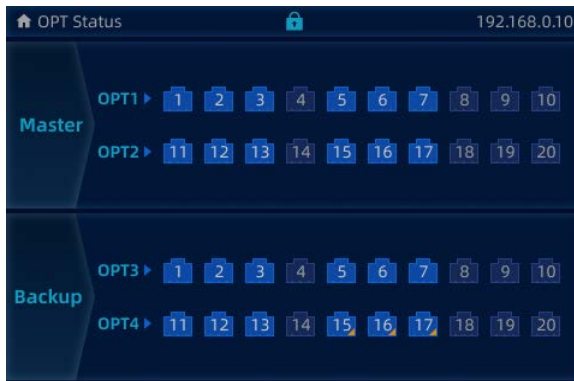 OPT Status 192.168.0.10
OPT1 1 2 3 4 5 6 7 8 9 10
Master
OPT2 11 12 13 14 15 16 17 18 19 20
OPT3 1 2 3 4 5 6 7 8 9 10
Backup
OPT4 11 12 13 14 15 16 17 18 19 20